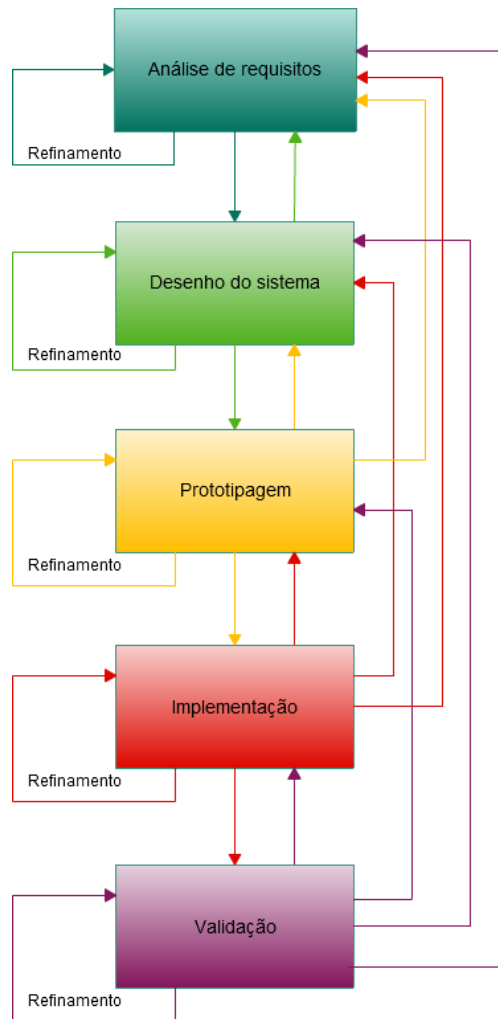 Análise de requisitos
Refinamento
Desenho do sistema
Refinamento
Prototipagem
Refinamento
Implementação
Refinamento
Validação
Refinamento